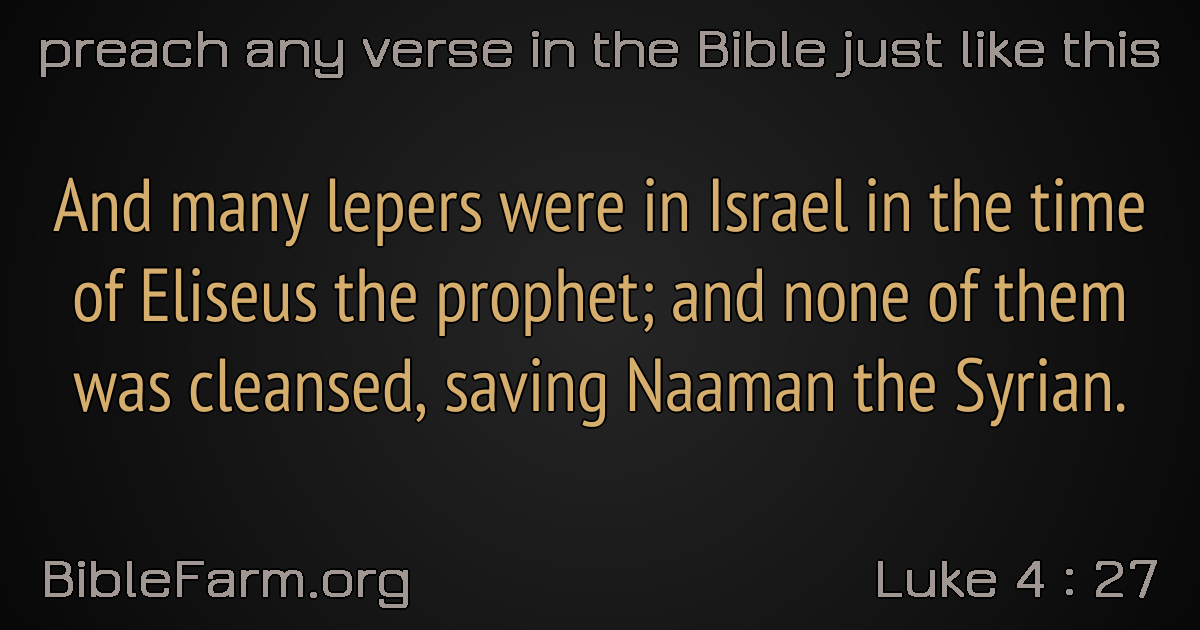 preach any verse in the Bible just like this
And many lepers were in Israel in the time
of Eliseus the prophet; and none of them
was cleansed, saving Naaman the Syrian.
BibleFarm.org
Luke 4 : 27